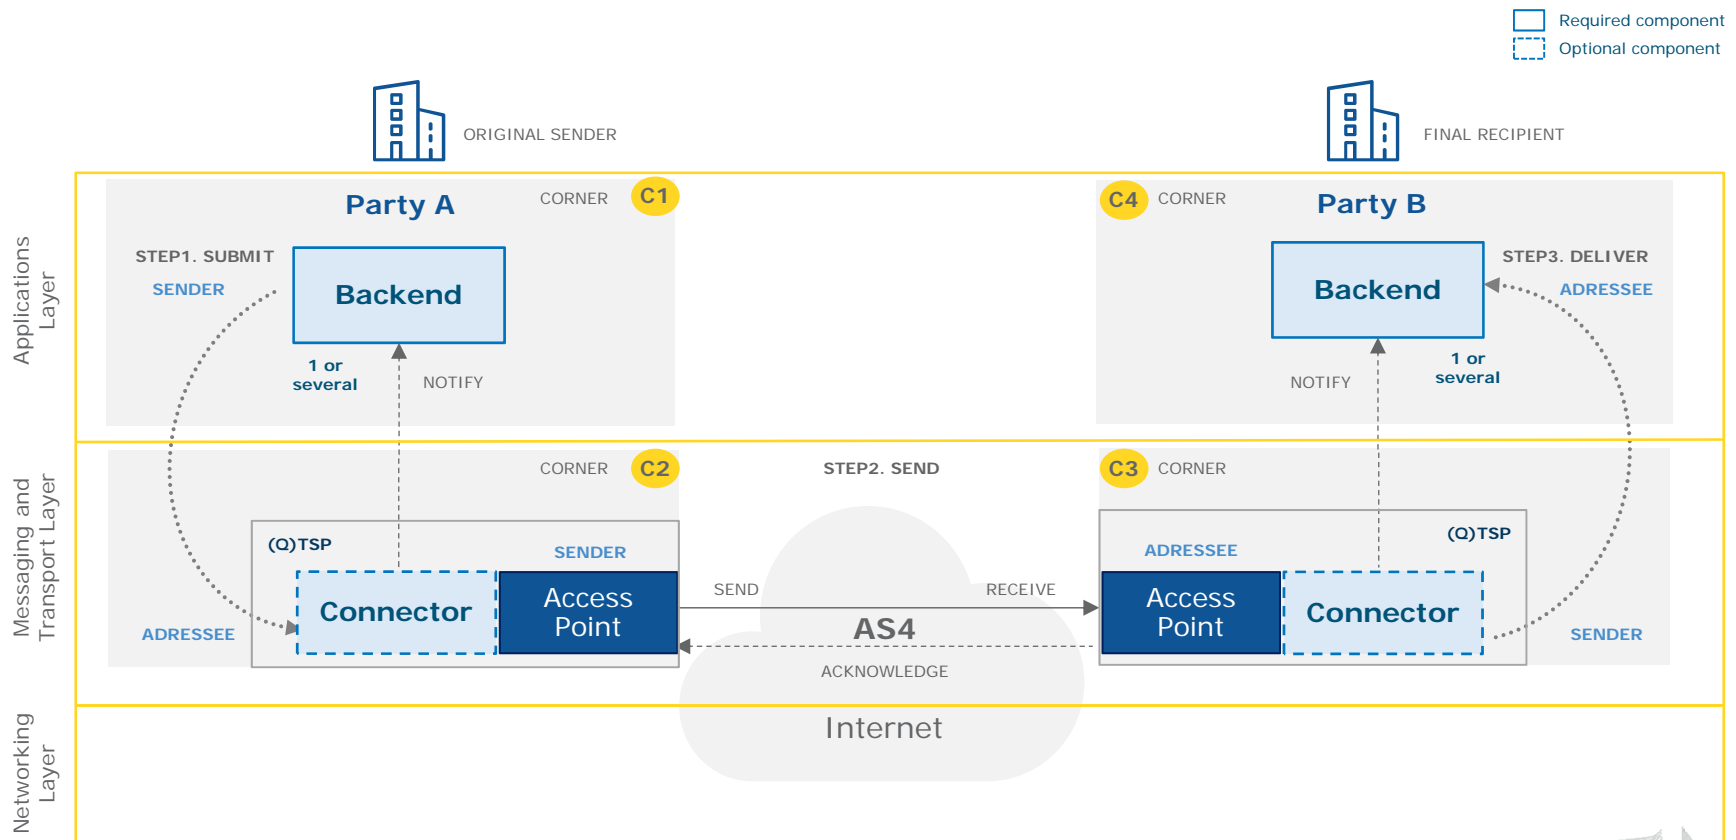 Required component
Optional component
ORIGINAL SENDER
FINAL RECIPIENT
Applications
Layer
Party A
CORNER
C1
STEP1. SUBMIT
SENDER
Backend
1 or
several
NOTIFY
C4
CORNER
Party B
Backend
STEP3. DELIVER
ADRESSEE
NOTIFY
1 or
several
Messaging and
Transport Layer
CORNER
C2
(Q)TSP
SENDER
Connector
Access
Point
ADRESSEE
STEP2. SEND
SEND
RECEIVE
AS4
ACKNOWLEDGE
C3
CORNER
(Q)TSP
ADRESSEE
Access
Point
Connector
SENDER
Networking
Layer
Internet